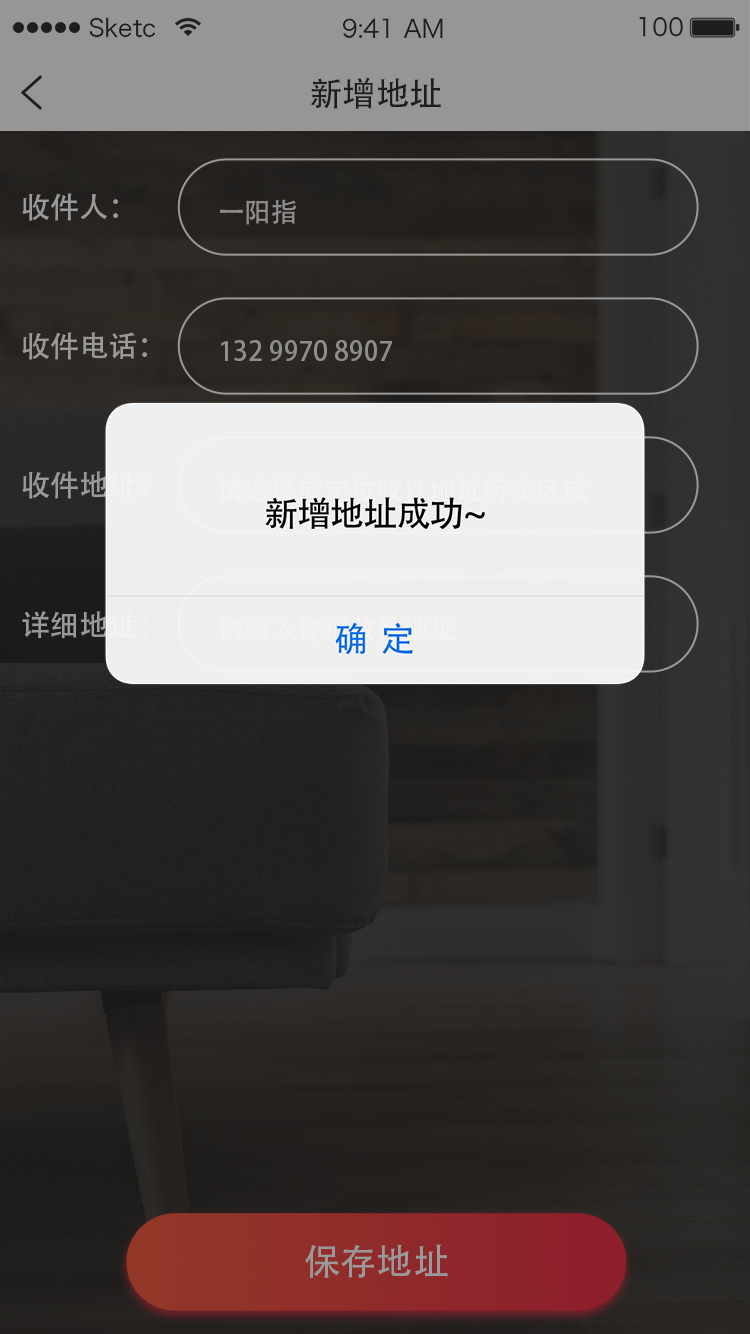 Sketc 9:41 AM 100
新增地址
收件人： 一阳指
收件电话： 132 9970 8907
收件地址： 请选择或定位收件地址所在区域
新增地址成功~
详细地址： 请输入详细收件地址
确 定
保存地址